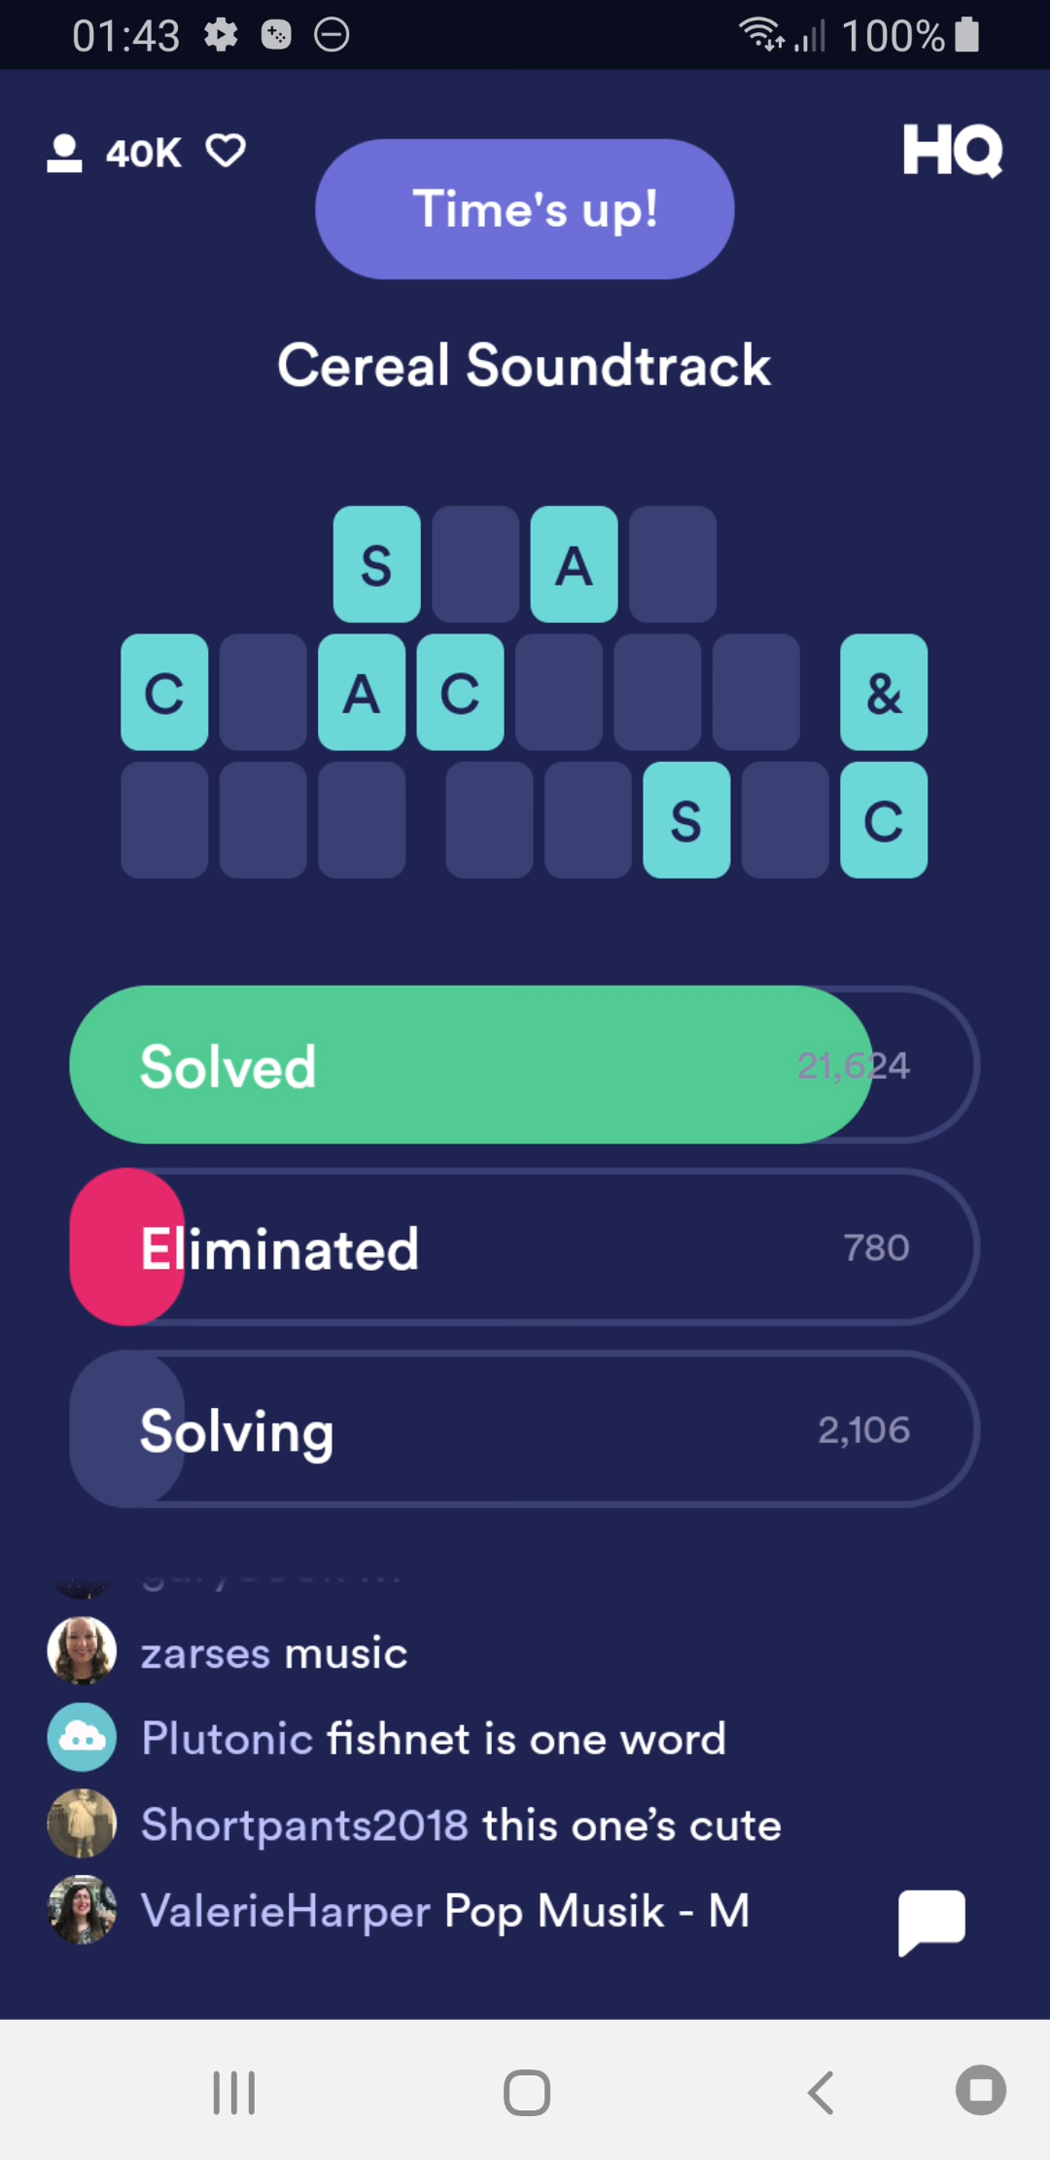 01:43 100%
40K HQ
Time's up!
Cereal Soundtrack
S A
C A C &
S C
Solved 21,624
Eliminated 780
Solving 2,106
zarses music
Plutonic fishnet is one word
Shortpants2018 this one’s cute
ValerieHarper Pop Musik - M